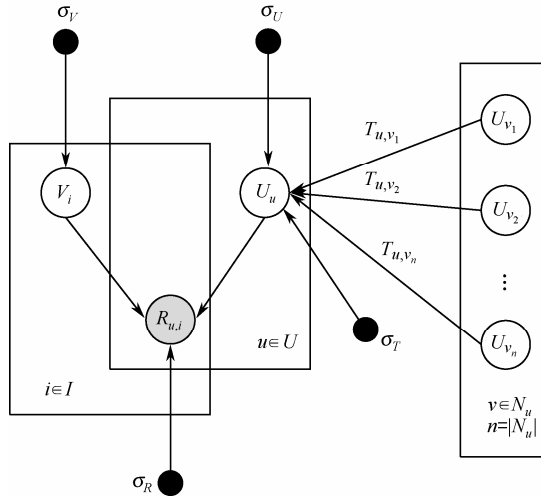 σ_V
σ_U
U_{v_1}
T_{u,v_1}
T_{u,v_2}
V_i
U_u
U_{v_2}
T_{u,v_n}
⋮
R_{u,i}
u∈U
σ_T
U_{v_n}
i∈I
v∈N_u
n=|N_u|
σ_R